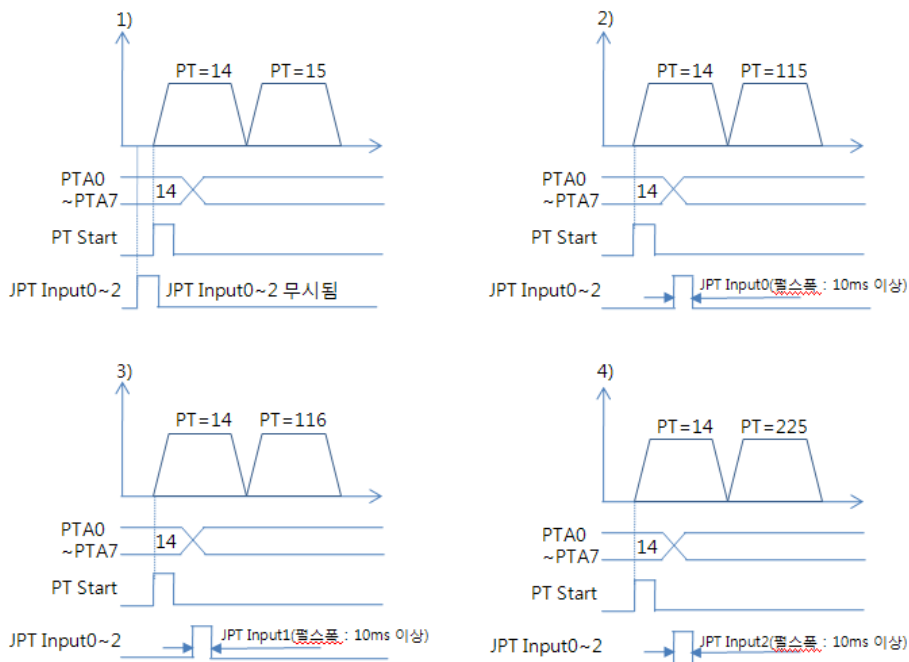 1)
PT=14 PT=15
PTA0
~PTA7
14
PT Start
JPT Input0~2
JPT Input0~2 무시됨
2)
PT=14 PT=115
PTA0
~PTA7
14
PT Start
JPT Input0~2
JPT Input0(펄스폭 : 10ms 이상)
3)
PT=14 PT=116
PTA0
~PTA7
14
PT Start
JPT Input0~2
JPT Input1(펄스폭 : 10ms 이상)
4)
PT=14 PT=225
PTA0
~PTA7
14
PT Start
JPT Input0~2
JPT Input2(펄스폭 : 10ms 이상)